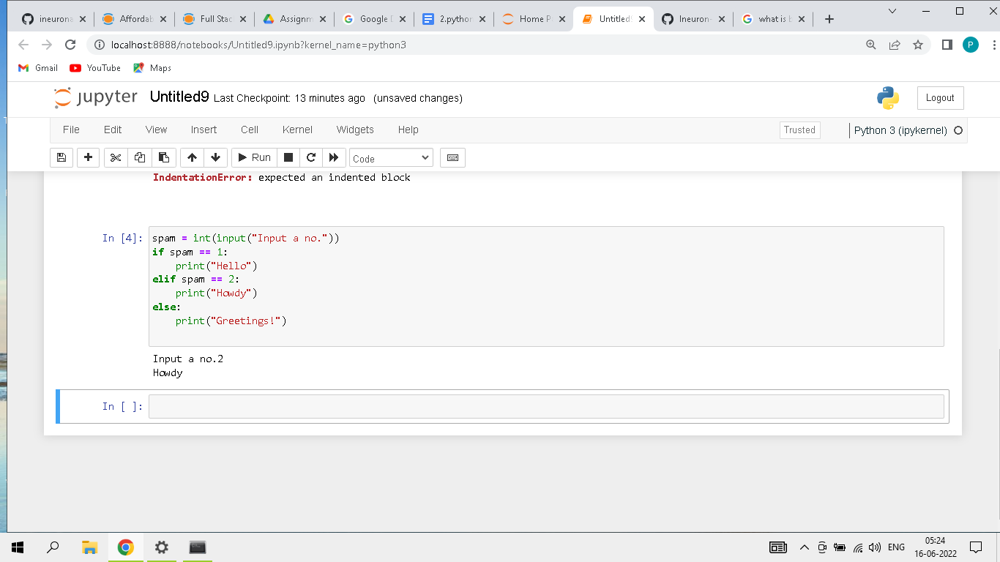 ineurona
Affordab
Full Stac
Assignm
Google D
2.python
Home P
Untitled9
Ineuron-
what is b
localhost:8888/notebooks/Untitled9.ipynb?kernel_name=python3
P
Gmail YouTube Maps
jupyter Untitled9 Last Checkpoint: 13 minutes ago (unsaved changes)
Logout
File Edit View Insert Cell Kernel Widgets Help
Trusted
Python 3 (ipykernel)
Run
Code
IndentationError: expected an indented block
In [4]:
spam = int(input("Input a no."))
if spam == 1:
    print("Hello")
elif spam == 2:
    print("Howdy")
else:
    print("Greetings!")
Input a no.2
Howdy
In [ ]:
ENG
05:24
16-06-2022